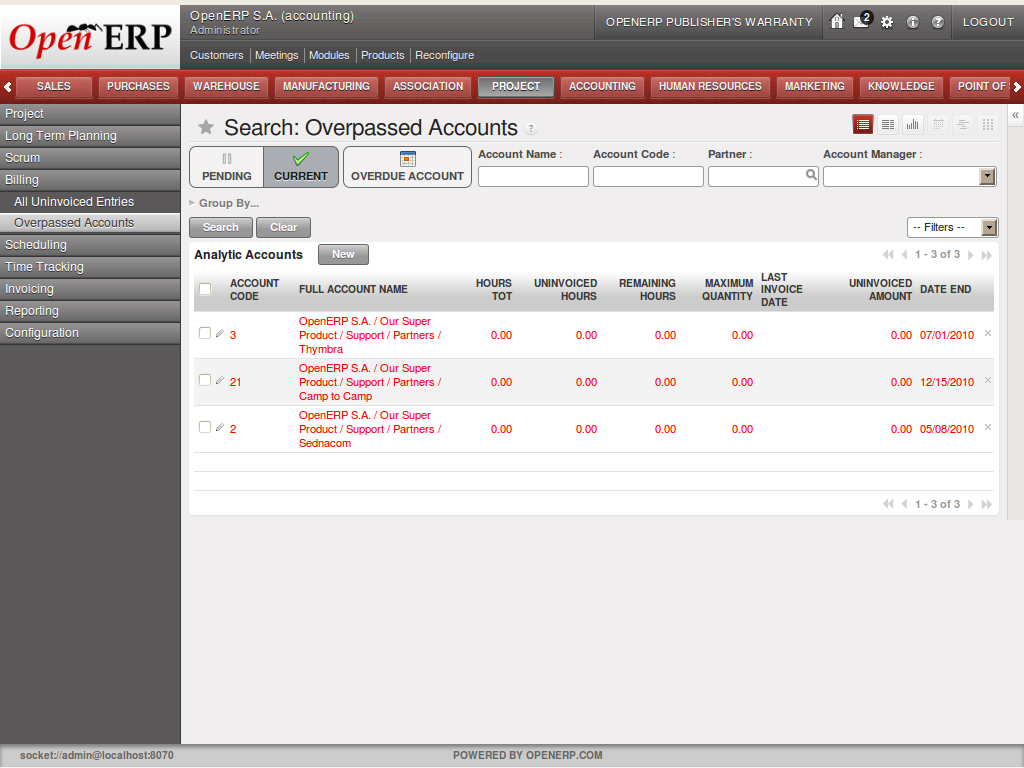 Open ERP
OpenERP S.A. (accounting)
Administrator
OPENERP PUBLISHER'S WARRANTY
2
?
LOGOUT
Customers
Meetings
Modules
Products
Reconfigure
SALES
PURCHASES
WAREHOUSE
MANUFACTURING
ASSOCIATION
PROJECT
ACCOUNTING
HUMAN RESOURCES
MARKETING
KNOWLEDGE
POINT OF
Project
Long Term Planning
Scrum
Billing
All Uninvoiced Entries
Overpassed Accounts
Scheduling
Time Tracking
Invoicing
Reporting
Configuration
Search: Overpassed Accounts ?
«
PENDING
CURRENT
OVERDUE ACCOUNT
Account Name :
Account Code :
Partner :
Account Manager :
Group By...
Search
Clear
-- Filters --
Analytic Accounts
New
1 - 3 of 3
ACCOUNT CODE
FULL ACCOUNT NAME
HOURS TOT
UNINVOICED HOURS
REMAINING HOURS
MAXIMUM QUANTITY
LAST INVOICE DATE
UNINVOICED AMOUNT
DATE END
3
OpenERP S.A. / Our Super
Product / Support / Partners /
Thymbra
0.00
0.00
0.00
0.00
0.00
07/01/2010
21
OpenERP S.A. / Our Super
Product / Support / Partners /
Camp to Camp
0.00
0.00
0.00
0.00
0.00
12/15/2010
2
OpenERP S.A. / Our Super
Product / Support / Partners /
Sednacom
0.00
0.00
0.00
0.00
0.00
05/08/2010
1 - 3 of 3
socket://admin@localhost:8070
POWERED BY OPENERP.COM